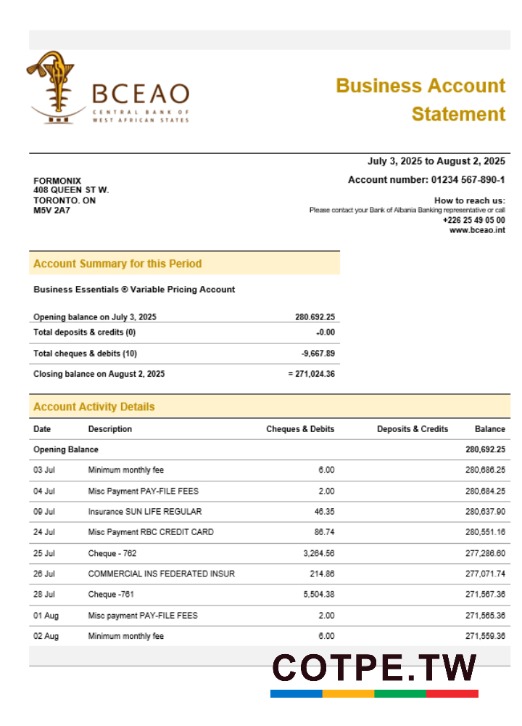 BCEAO
CENTRAL BANK OF
WEST AFRICAN STATES
Business Account
Statement
July 3, 2025 to August 2, 2025
FORMONIX
408 QUEEN ST W.
TORONTO. ON
M5V 2A7
Account number: 01234 567-890-1
How to reach us:
Please contact your Bank of Albania Banking representative or call
+226 25 49 05 00
www.bceao.int
Account Summary for this Period
Business Essentials ® Variable Pricing Account
Opening balance on July 3, 2025 280.692.25
Total deposits & credits (0) -0.00
Total cheques & debits (10) -9,667.89
Closing balance on August 2, 2025 = 271,024.36
Account Activity Details
Date Description Cheques & Debits Deposits & Credits Balance
Opening Balance 280,692.25
03 Jul Minimum monthly fee 6.00 280,686.25
04 Jul Misc Payment PAY-FILE FEES 2.00 280,684.25
09 Jul Insurance SUN LIFE REGULAR 46.35 280,637.90
24 Jul Misc Payment RBC CREDIT CARD 86.74 280,551.16
25 Jul Cheque - 762 3,264.56 277,286.60
26 Jul COMMERCIAL INS FEDERATED INSUR 214.86 277,071.74
28 Jul Cheque -761 5,504.38 271,567.36
01 Aug Misc payment PAY-FILE FEES 2.00 271,565.36
02 Aug Minimum monthly fee 6.00 271,559.36
COTPE.TW